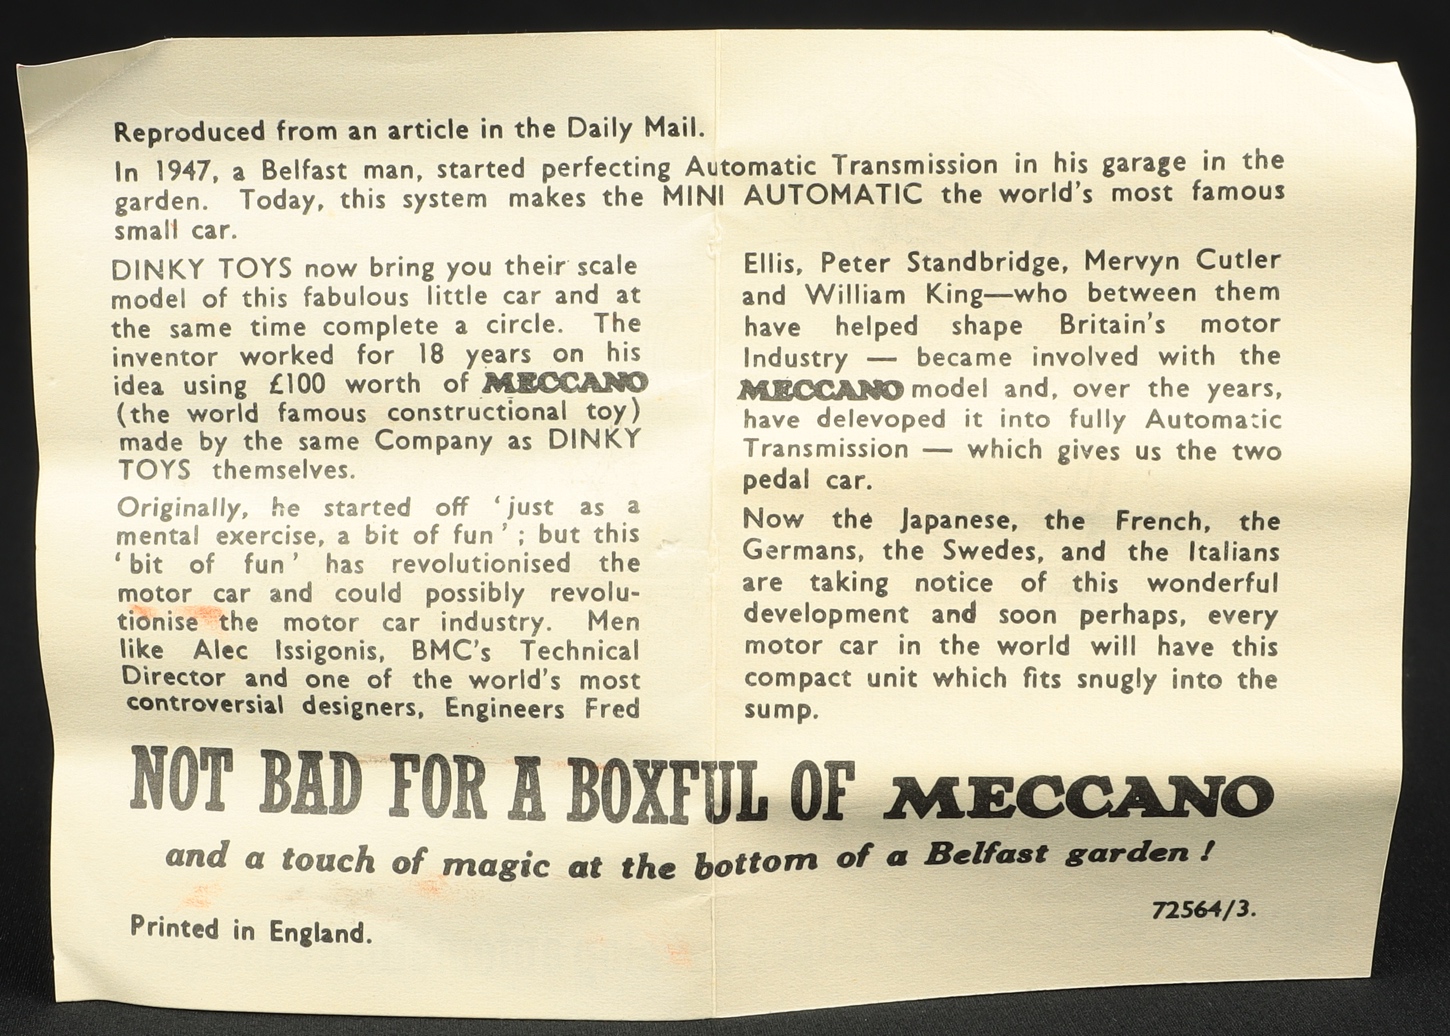 Reproduced from an article in the Daily Mail.
In 1947, a Belfast man, started perfecting Automatic Transmission in his garage in the
garden. Today, this system makes the MINI AUTOMATIC the world's most famous
small car.
DINKY TOYS now bring you their scale
model of this fabulous little car and at
the same time complete a circle. The
inventor worked for 18 years on his
idea using £100 worth of MECCANO
(the world famous constructional toy)
made by the same Company as DINKY
TOYS themselves.
Originally, he started off ‘just as a
mental exercise, a bit of fun’; but this
‘bit of fun’ has revolutionised the
motor car and could possibly revolu-
tionise the motor car industry. Men
like Alec Issigonis, BMC's Technical
Director and one of the world's most
controversial designers, Engineers Fred
Ellis, Peter Standbridge, Mervyn Cutler
and William King—who between them
have helped shape Britain's motor
Industry — became involved with the
MECCANO model and, over the years,
have delevoped it into fully Automatic
Transmission — which gives us the two
pedal car.
Now the Japanese, the French, the
Germans, the Swedes, and the Italians
are taking notice of this wonderful
development and soon perhaps, every
motor car in the world will have this
compact unit which fits snugly into the
sump.
NOT BAD FOR A BOXFUL OF MECCANO
and a touch of magic at the bottom of a Belfast garden!
72564/3.
Printed in England.